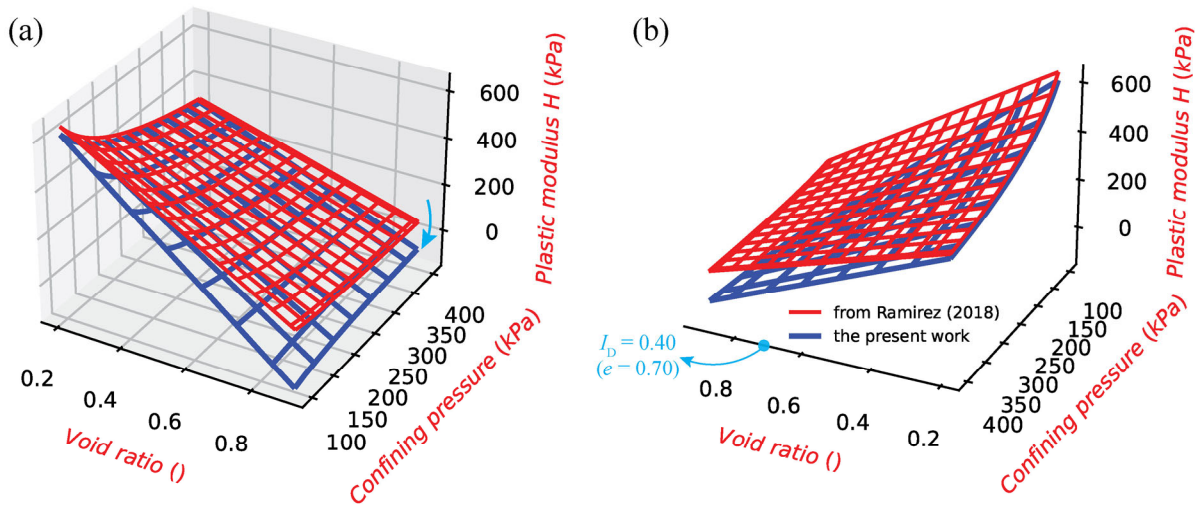 (a)
600
400
200
0
Plastic modulus H (kPa)
400
350
300
250
200
150
100
Confining pressure (kPa)
0.2
0.4
0.6
0.8
Void ratio ()
(b)
600
400
200
0
Plastic modulus H (kPa)
from Ramirez (2018)
the present work
I_D = 0.40
(e = 0.70)
100
150
200
250
300
350
400
Confining pressure (kPa)
0.8
0.6
0.4
0.2
Void ratio ()